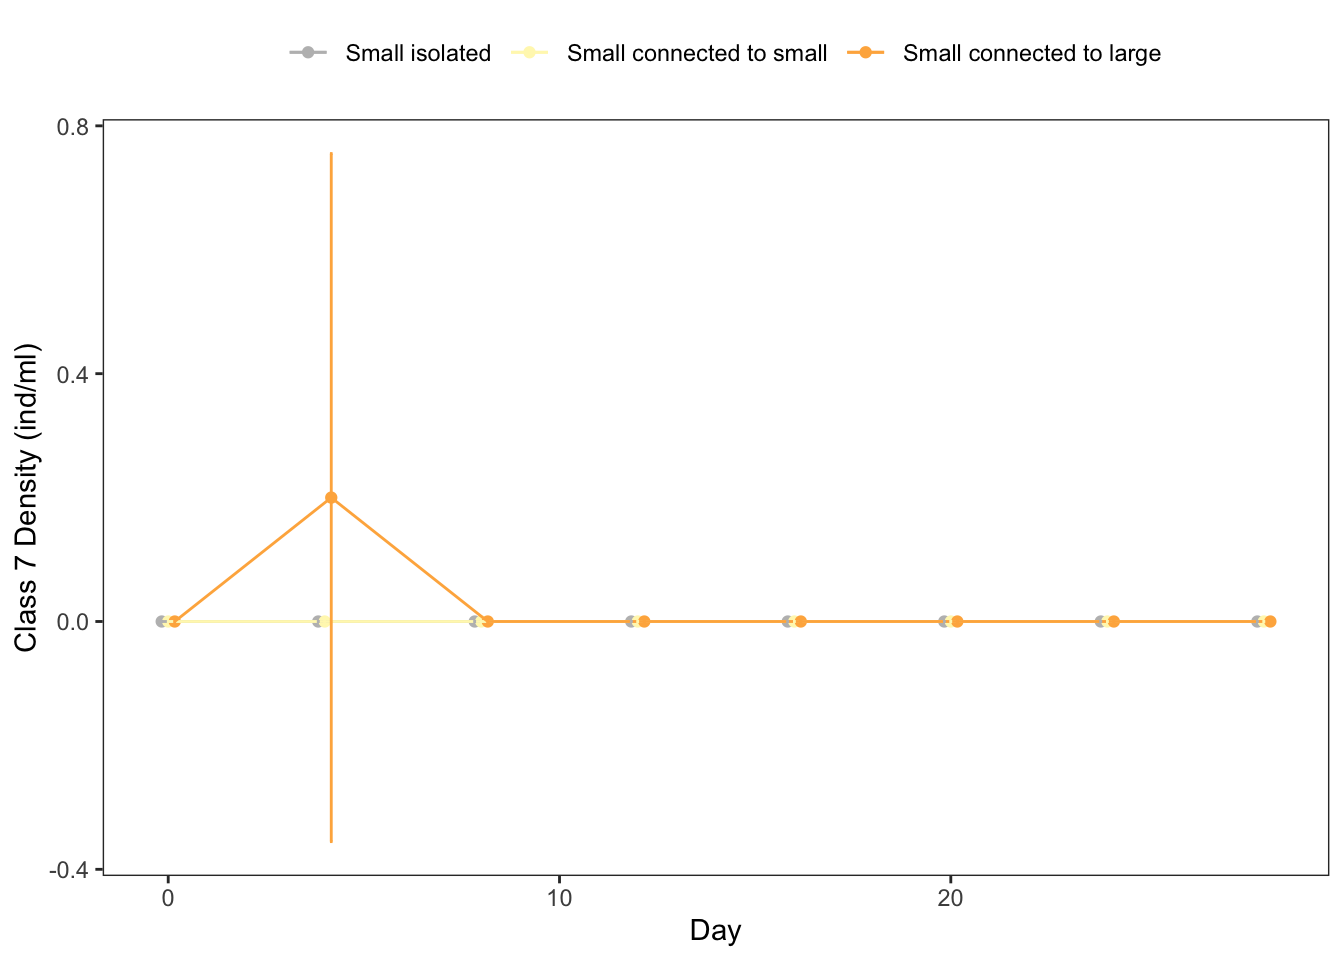 Small isolated Small connected to small Small connected to large
0.8
0.4
0.0
-0.4
Class 7 Density (ind/ml)
0 10 20
Day